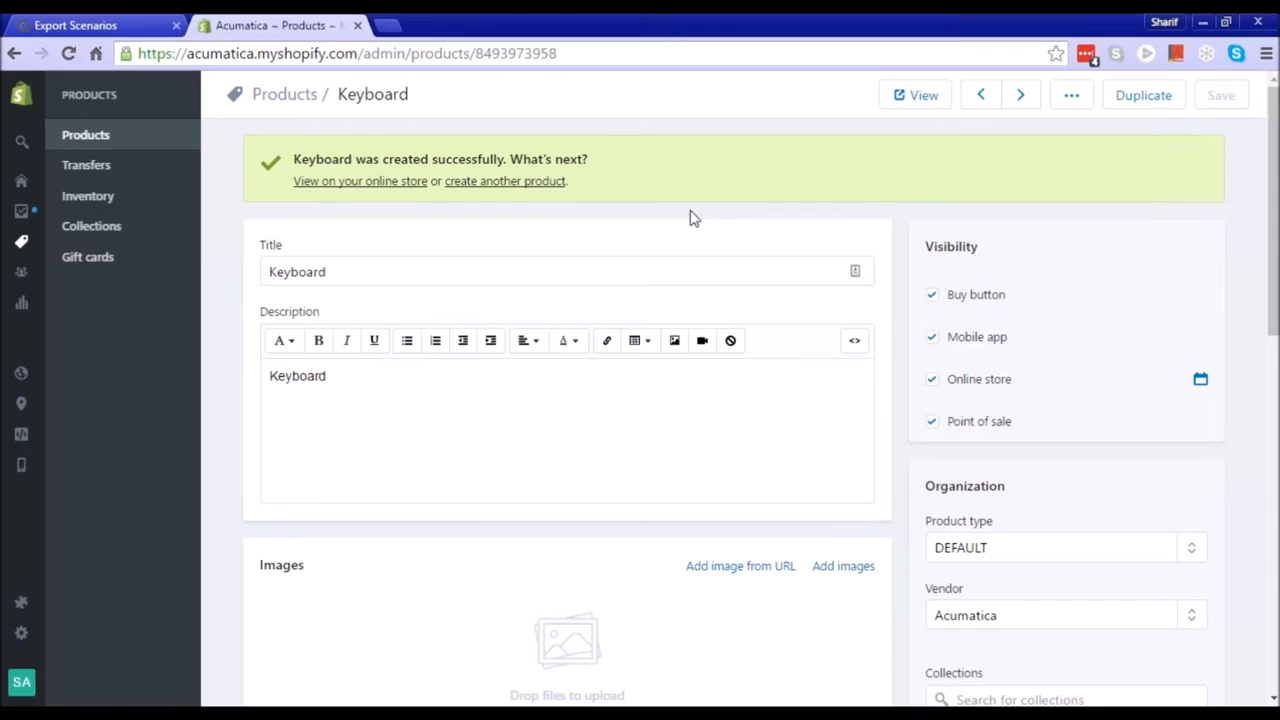 Export Scenarios
Acumatica ~ Products ~
Sharif
https://acumatica.myshopify.com/admin/products/8493973958
4
PRODUCTS
Products / Keyboard
View
Duplicate
Save
Products
Transfers
Inventory
Collections
Gift cards
Keyboard was created successfully. What's next?
View on your online store or create another product.
Title
Keyboard
Description
Keyboard
Visibility
Buy button
Mobile app
Online store
Point of sale
Organization
Product type
DEFAULT
Vendor
Acumatica
Collections
Search for collections
Images
Add image from URL
Add images
Drop files to upload
SA